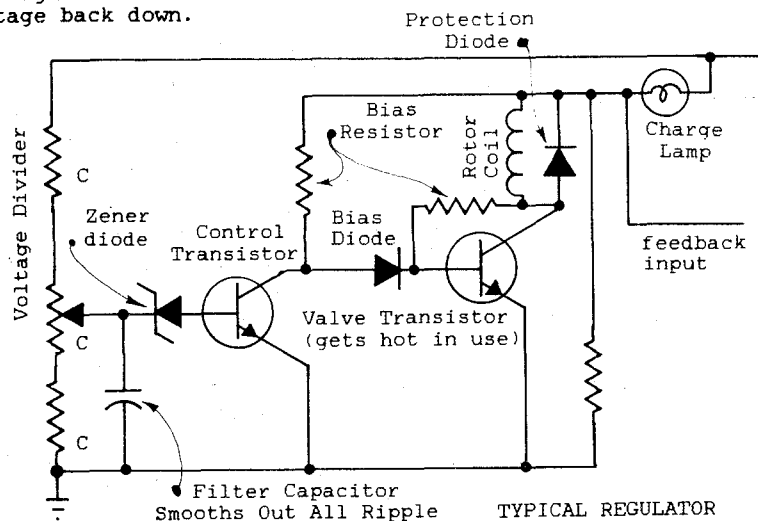 tage back down.
Protection
Diode
Bias
Resistor
Rotor
Coil
Charge
Lamp
Voltage Divider
C
Zener
diode
Control
Transistor
Bias
Diode
feedback
input
C
Valve Transistor
(gets hot in use)
C
Filter Capacitor
Smooths Out All Ripple
TYPICAL REGULATOR